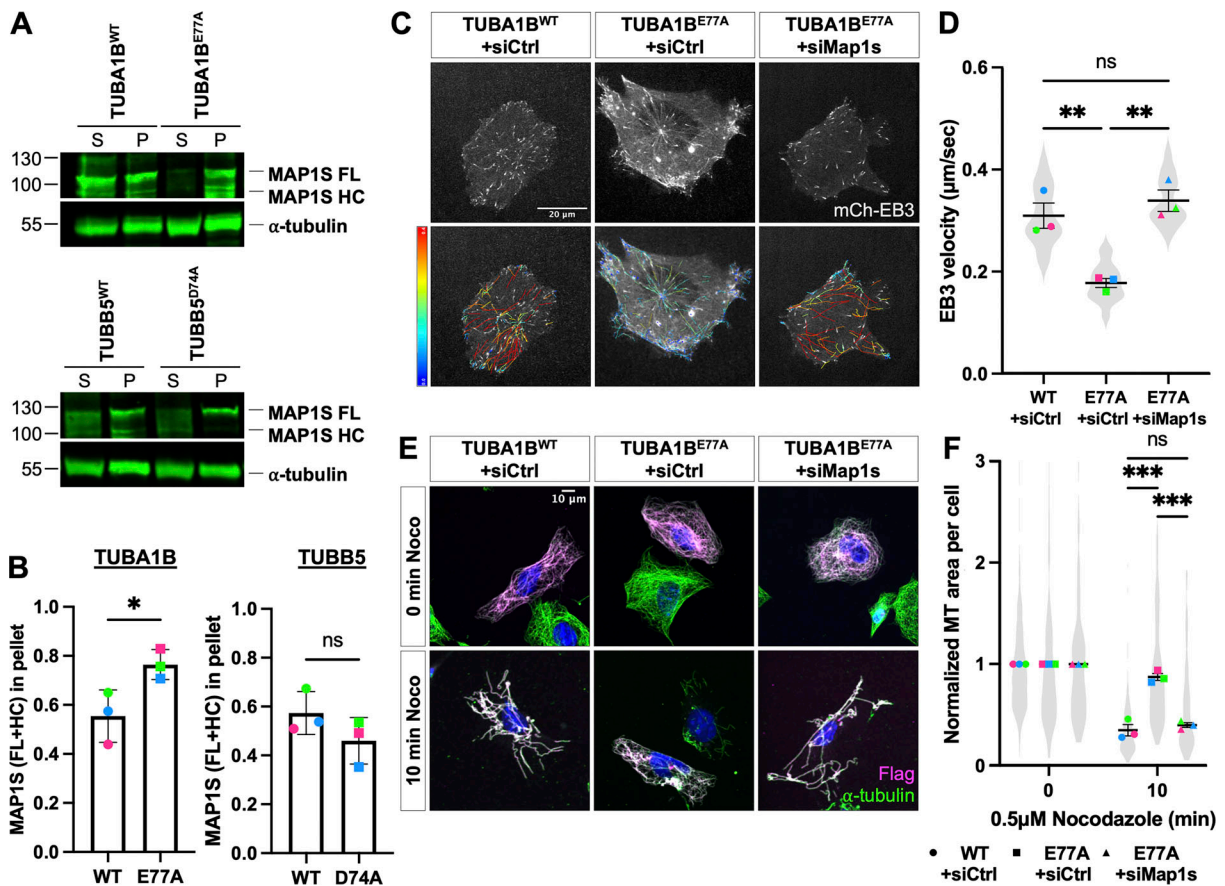 A
TUBA1B^WT
TUBA1B^E77A
S P S P
130
100
MAP1S FL
MAP1S HC
55
α-tubulin
TUBB5^WT
TUBB5^D74A
S P S P
130
100
MAP1S FL
MAP1S HC
55
α-tubulin
B
TUBA1B
MAP1S (FL+HC) in pellet
1.0
0.8
0.6
0.4
0.2
0.0
*
WT E77A
TUBB5
MAP1S (FL+HC) in pellet
1.0
0.8
0.6
0.4
0.2
0.0
ns
WT D74A
C
TUBA1B^WT
+siCtrl
TUBA1B^E77A
+siCtrl
TUBA1B^E77A
+siMap1s
20 µm
mCh-EB3
D
EB3 velocity (µm/sec)
0.6
0.4
0.2
0.0
ns
** **
WT
+siCtrl
E77A
+siCtrl
E77A
+siMap1s
E
TUBA1B^WT
+siCtrl
TUBA1B^E77A
+siCtrl
TUBA1B^E77A
+siMap1s
0 min Noco
10 µm
10 min Noco
Flag
α-tubulin
F
Normalized MT area per cell
3
2
1
0
ns
***
***
0 10
0.5µM Nocodazole (min)
WT
+siCtrl
E77A
+siCtrl
E77A
+siMap1s